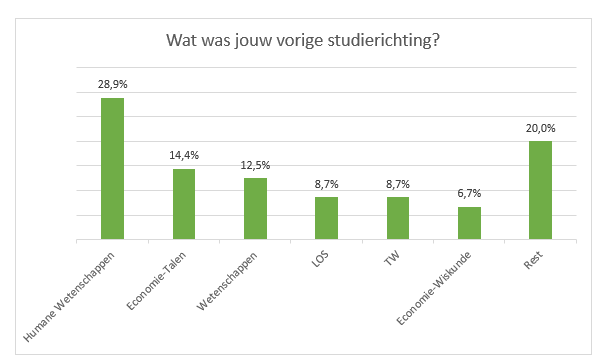 Wat was jouw vorige studierichting?
28,9%
14,4%
12,5%
8,7%
8,7%
6,7%
20,0%
Humane Wetenschappen
Economie-Talen
Wetenschappen
LOS
TW
Economie-Wiskunde
Rest